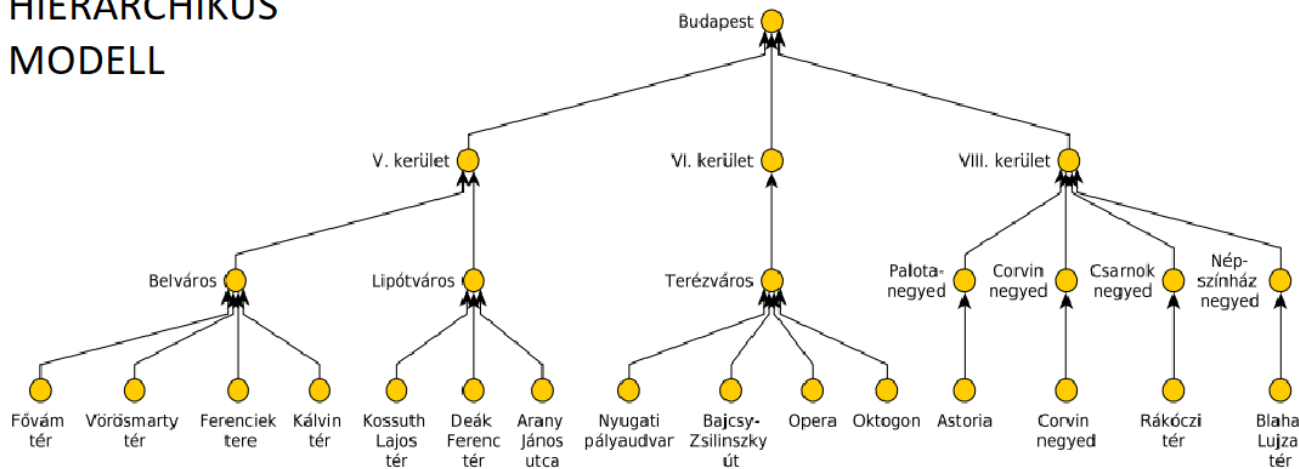 HIERARCHIKUS
MODELL
Budapest
V. kerület
VI. kerület
VIII. kerület
Belváros
Lipótváros
Terézváros
Palota-
negyed
Corvin
negyed
Csarnok
negyed
Nép-
színház
negyed
Fővám
tér
Vörösmarty
tér
Ferenciek
tere
Kálvin
tér
Kossuth
Lajos
tér
Deák
Ferenc
tér
Arany
János
utca
Nyugati
pályaudvar
Bajcsy-
Zsilinszky
út
Opera
Oktogon
Astoria
Corvin
negyed
Rákóczi
tér
Blaha
Lujza
tér